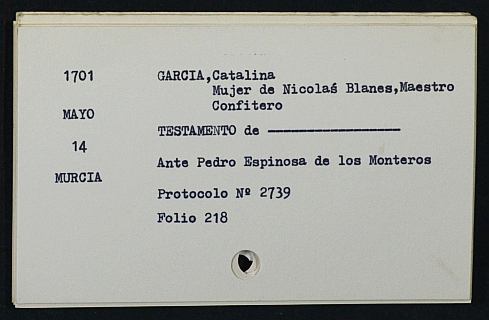 1701
MAYO
14
MURCIA
GARCIA,Catalina
Mujer de Nicolaś Blanes,Maestro
Confitero
TESTAMENTO de ------------------
Ante Pedro Espinosa de los Monteros
Protocolo Nº 2739
Folio 218